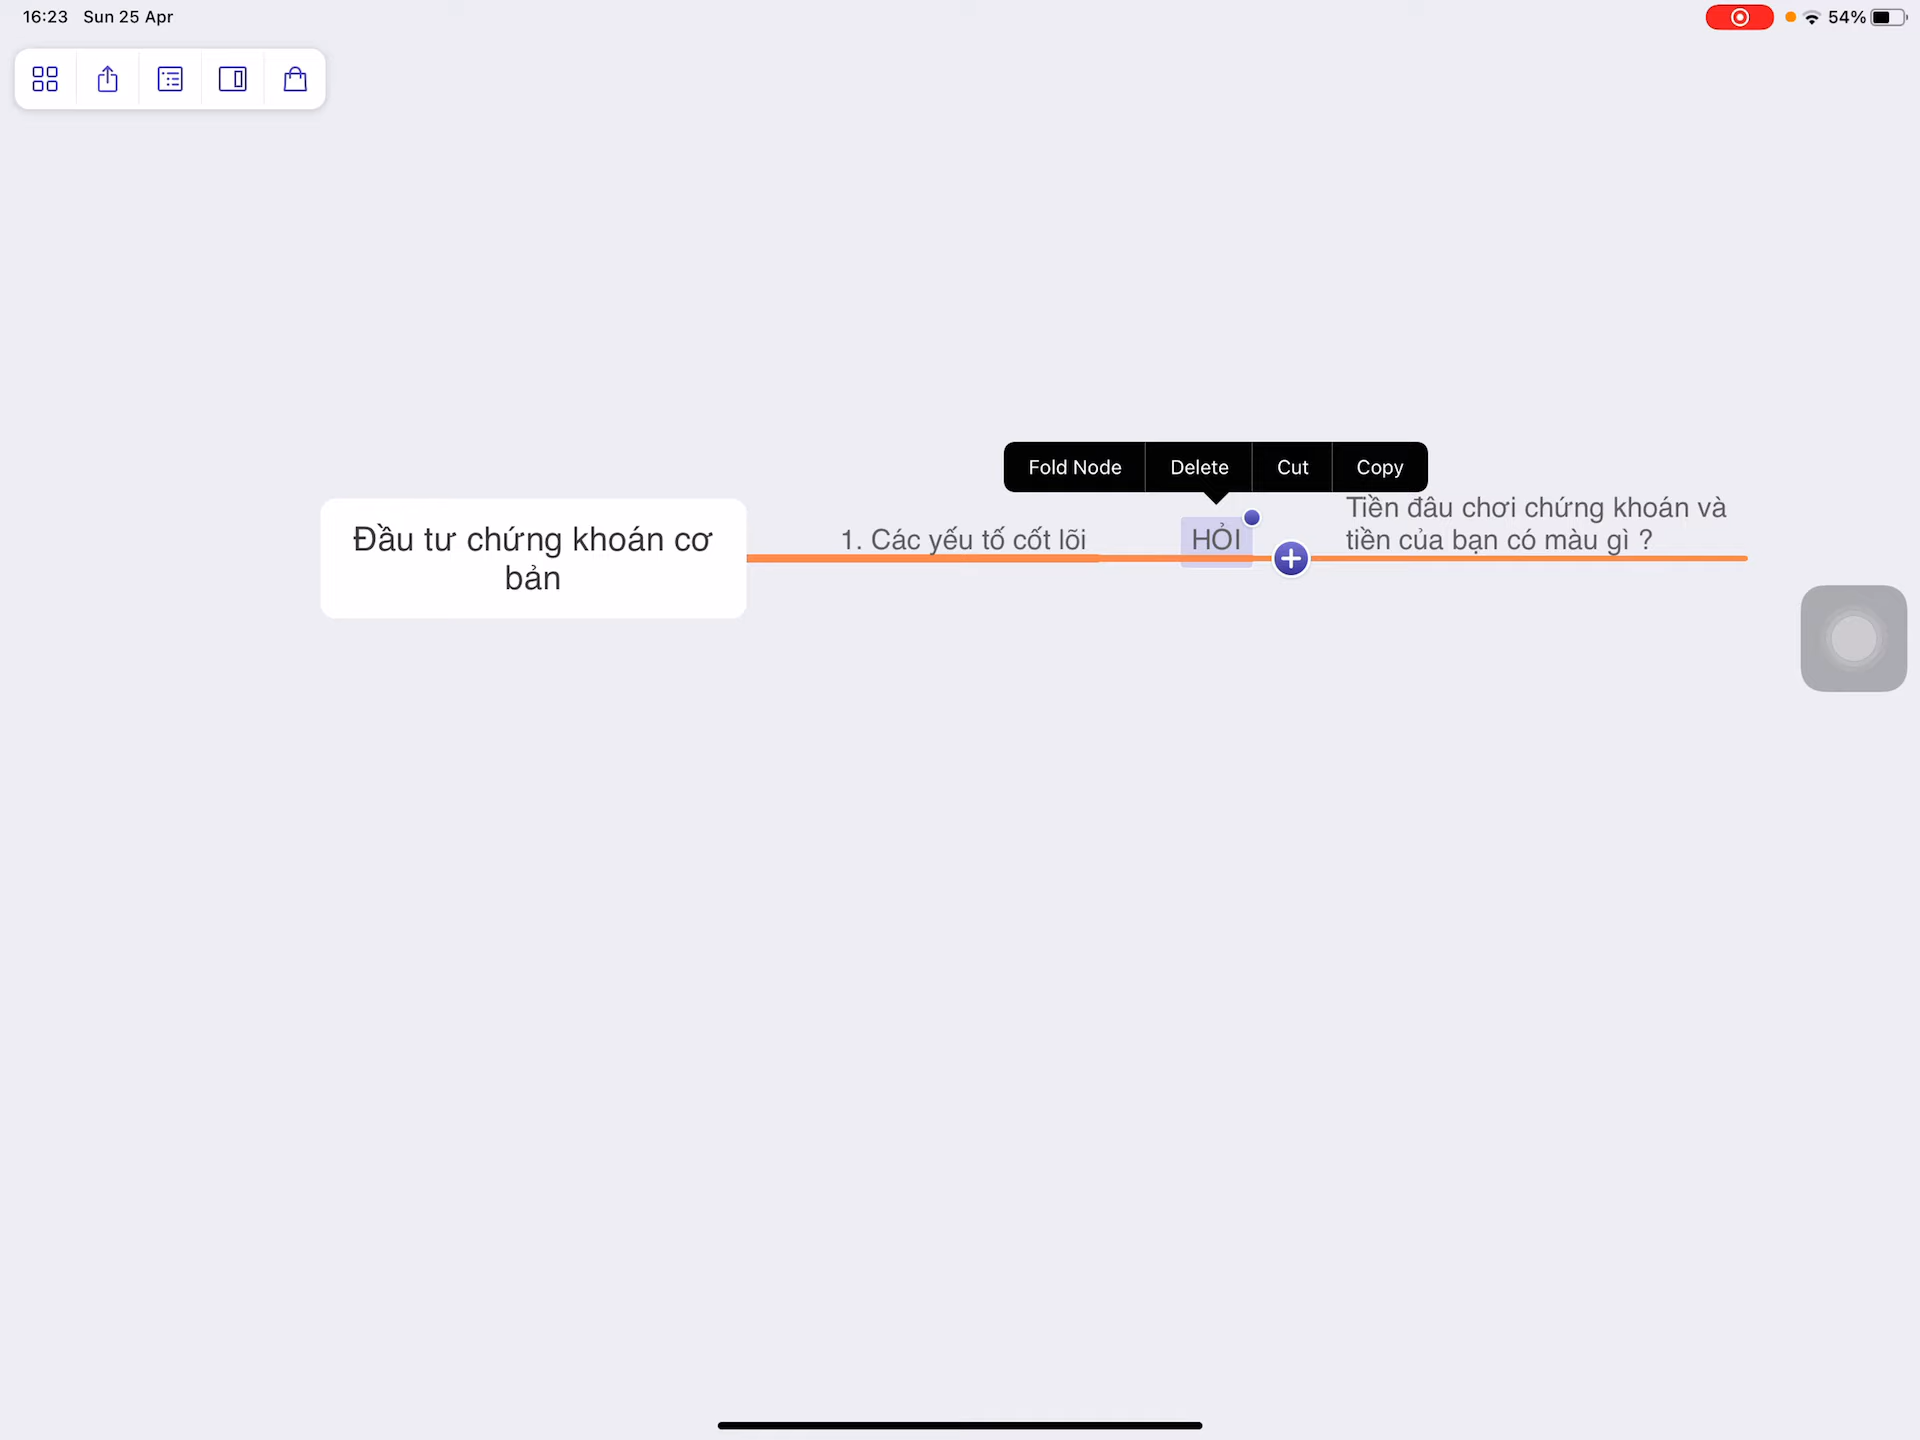 16:23 Sun 25 Apr
54%
Fold Node Delete Cut Copy
Đầu tư chứng khoán cơ
bản
1. Các yếu tố cốt lõi
HỎI
Tiền đâu chơi chứng khoán và
tiền của bạn có màu gì ?